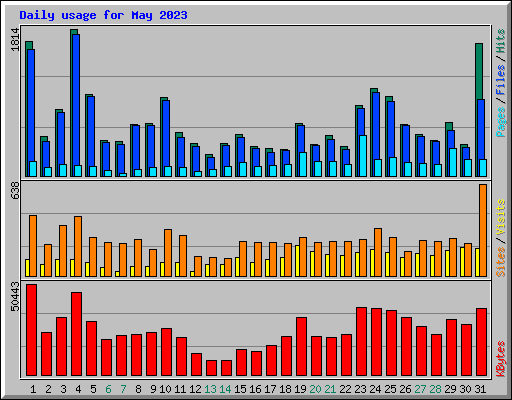 Daily usage for May 2023
1814
Pages / Files / Hits
638
Sites / Visits
50443
KBytes
1 2 3 4 5 6 7 8 9 10 11 12 13 14 15 16 17 18 19 20 21 22 23 24 25 26 27 28 29 30 31